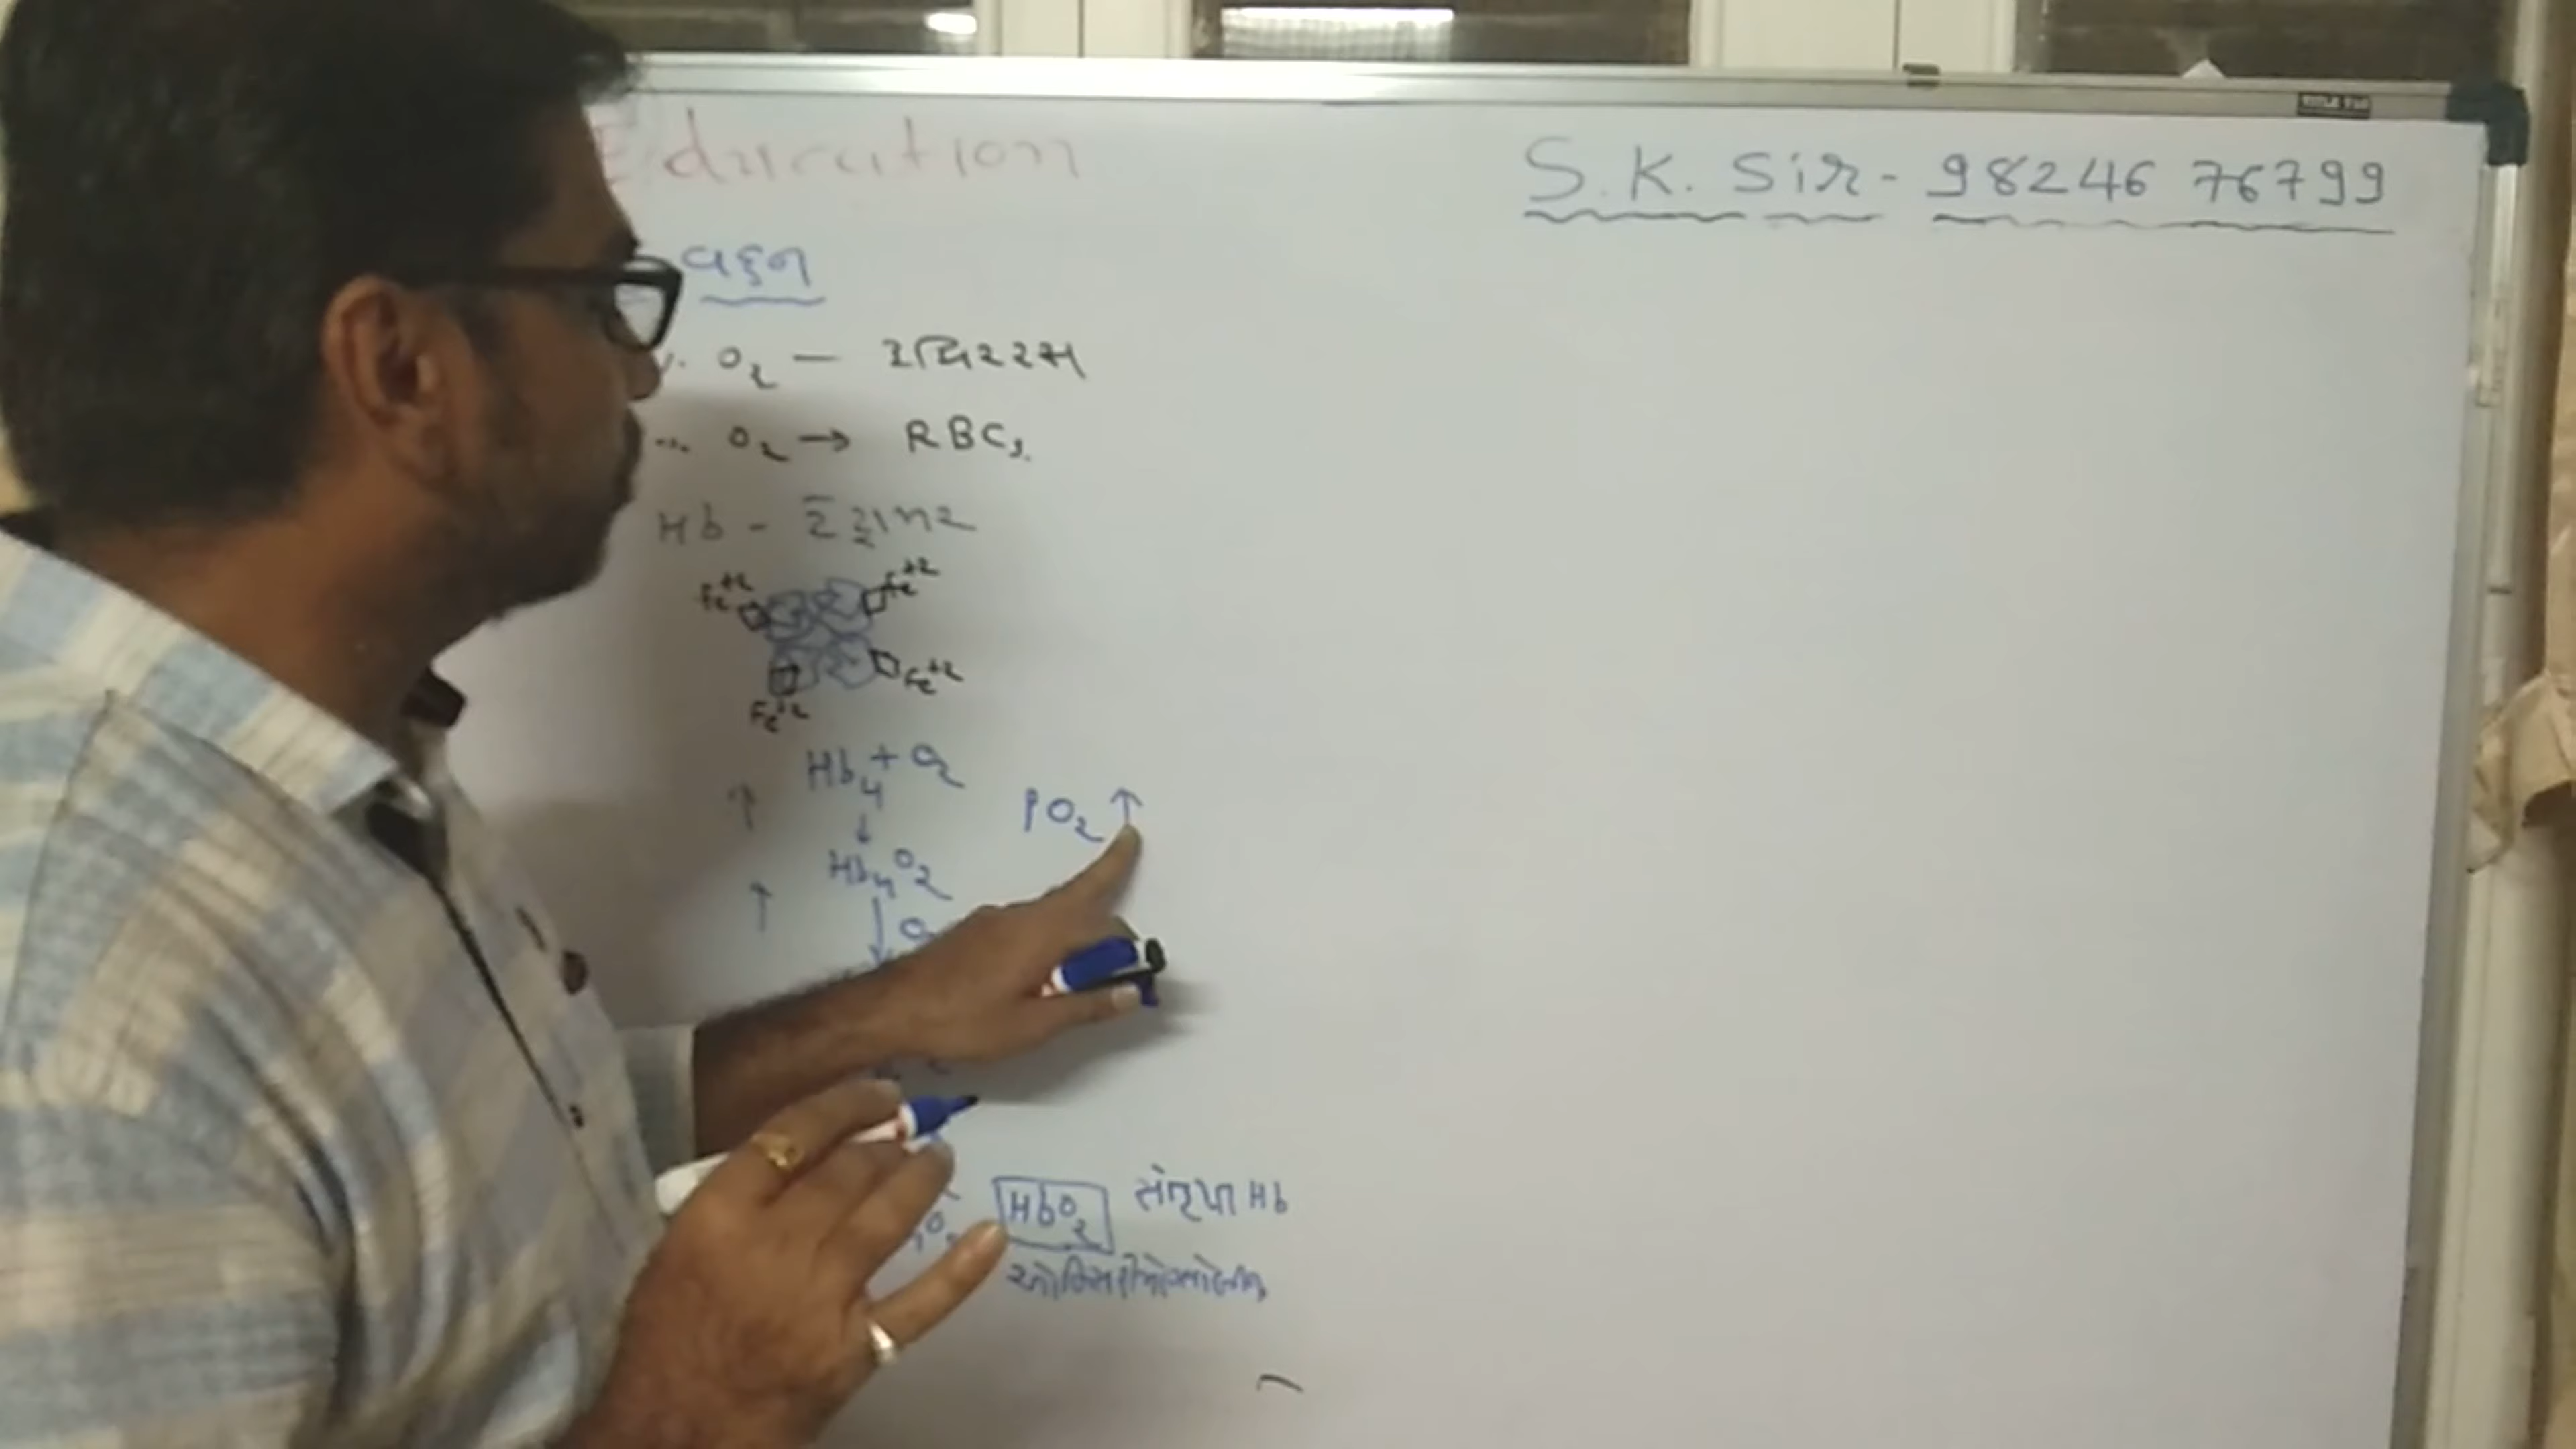 Education
S.K. Sir - 98246 76799
વહન
O2 — રુધિરરસ
... O2 → RBCs.
Hb - ટેટ્રામર
Fe+2 Fe+2
Fe+2 Fe+2
Hb4 + O2
↑ ↓ PO2 ↑
Hb4O2
↑ ↓ O2
HbO2 સંતૃપ્ત Hb
ઓક્સિહીમોગ્લોબીન